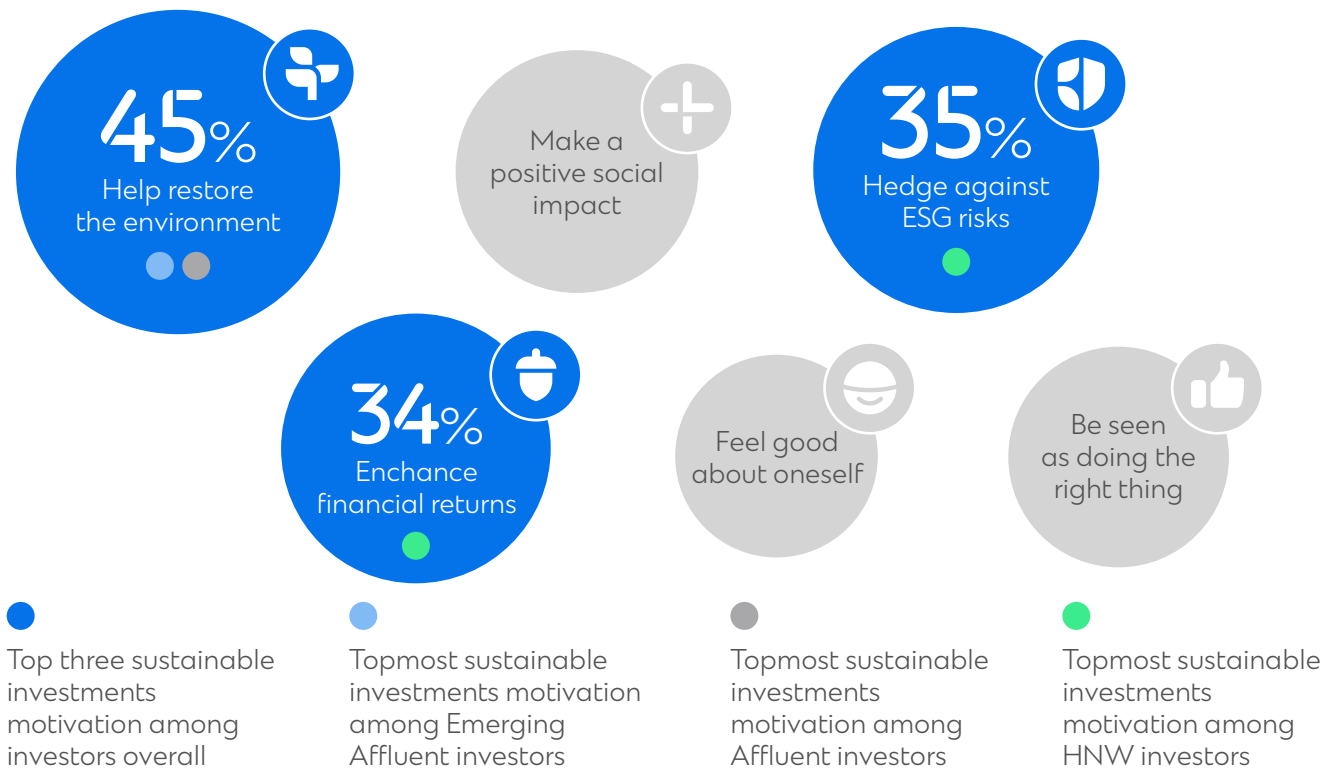 45%
Help restore
the environment
Make a
positive social
impact
35%
Hedge against
ESG risks
34%
Enchance
financial returns
Feel good
about oneself
Be seen
as doing the
right thing
Top three sustainable
investments
motivation among
investors overall
Topmost sustainable
investments motivation
among Emerging
Affluent investors
Topmost sustainable
investments
motivation among
Affluent investors
Topmost sustainable
investments
motivation among
HNW investors